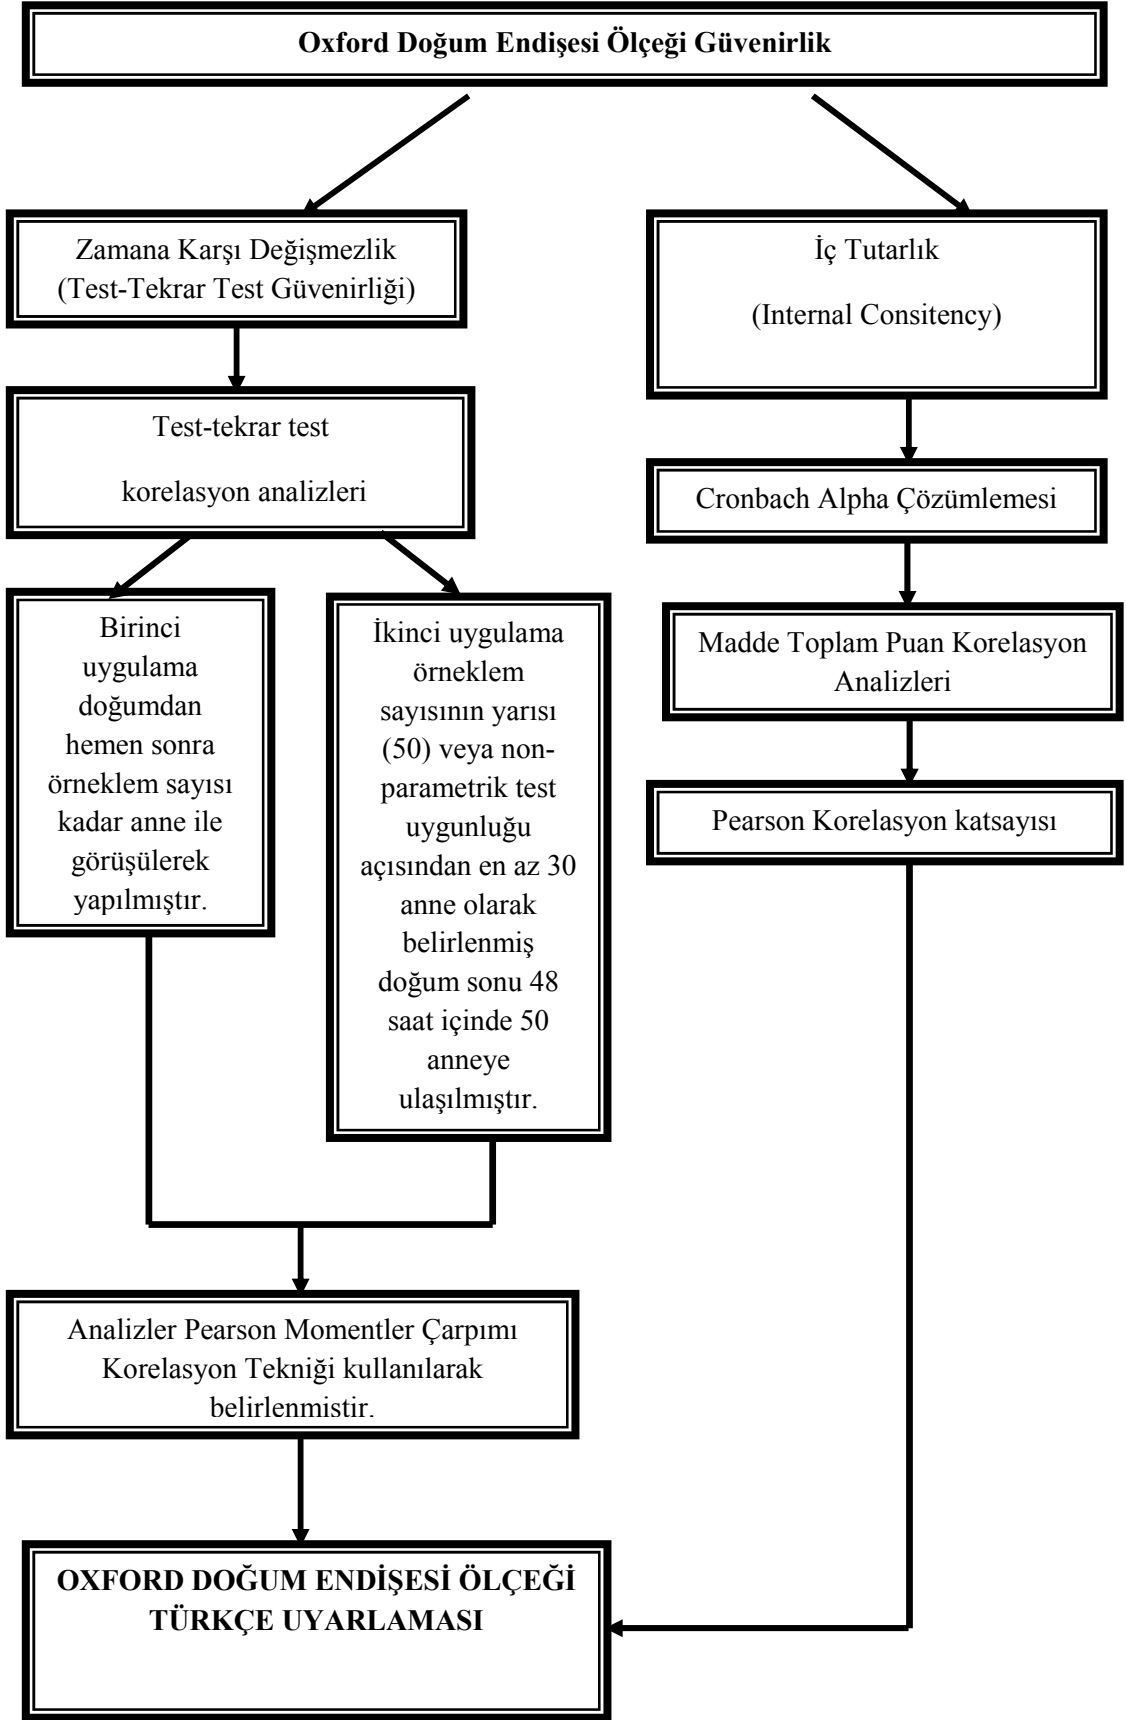 Oxford Doğum Endişesi Ölçeği Güvenirlik
Zamana Karşı Değişmezlik
(Test-Tekrar Test Güvenirliği)
Test-tekrar test
korelasyon analizleri
Birinci
uygulama
doğumdan
hemen sonra
örneklem sayısı
kadar anne ile
görüşülerek
yapılmıştır.
İkinci uygulama
örneklem
sayısının yarısı
(50) veya non-
parametrik test
uygunluğu
açısından en az 30
anne olarak
belirlenmiş
doğum sonu 48
saat içinde 50
anneye
ulaşılmıştır.
Analizler Pearson Momentler Çarpımı
Korelasyon Tekniği kullanılarak
belirlenmistir.
İç Tutarlık
(Internal Consitency)
Cronbach Alpha Çözümlemesi
Madde Toplam Puan Korelasyon
Analizleri
Pearson Korelasyon katsayısı
OXFORD DOĞUM ENDİŞESİ ÖLÇEĞİ
TÜRKÇE UYARLAMASI